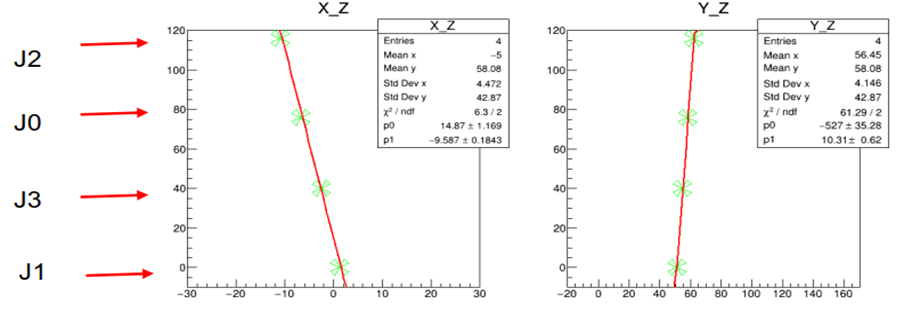 X_Z
Y_Z
J2
J0
J3
J1
120
100
80
60
40
20
0
−30
−20
−10
0
10
20
30
X_Z
Entries 4
Mean x −5
Mean y 58.08
Std Dev x 4.472
Std Dev y 42.87
χ² / ndf 6.3 / 2
p0 14.87 ± 1.169
p1 −9.587 ± 0.1843
120
100
80
60
40
20
0
−20
0
20
40
60
80
100
120
140
160
Y_Z
Entries 4
Mean x 56.45
Mean y 58.08
Std Dev x 4.146
Std Dev y 42.87
χ² / ndf 61.29 / 2
p0 −527 ± 35.28
p1 10.31± 0.62